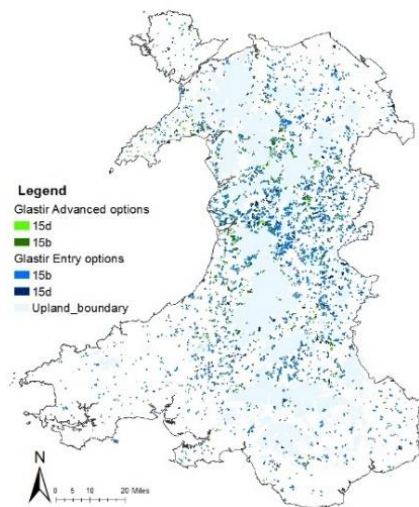 Legend
Glastir Advanced options
15d
15b
Glastir Entry options
15b
15d
Upland_boundary
N
0 5 10 20 Miles